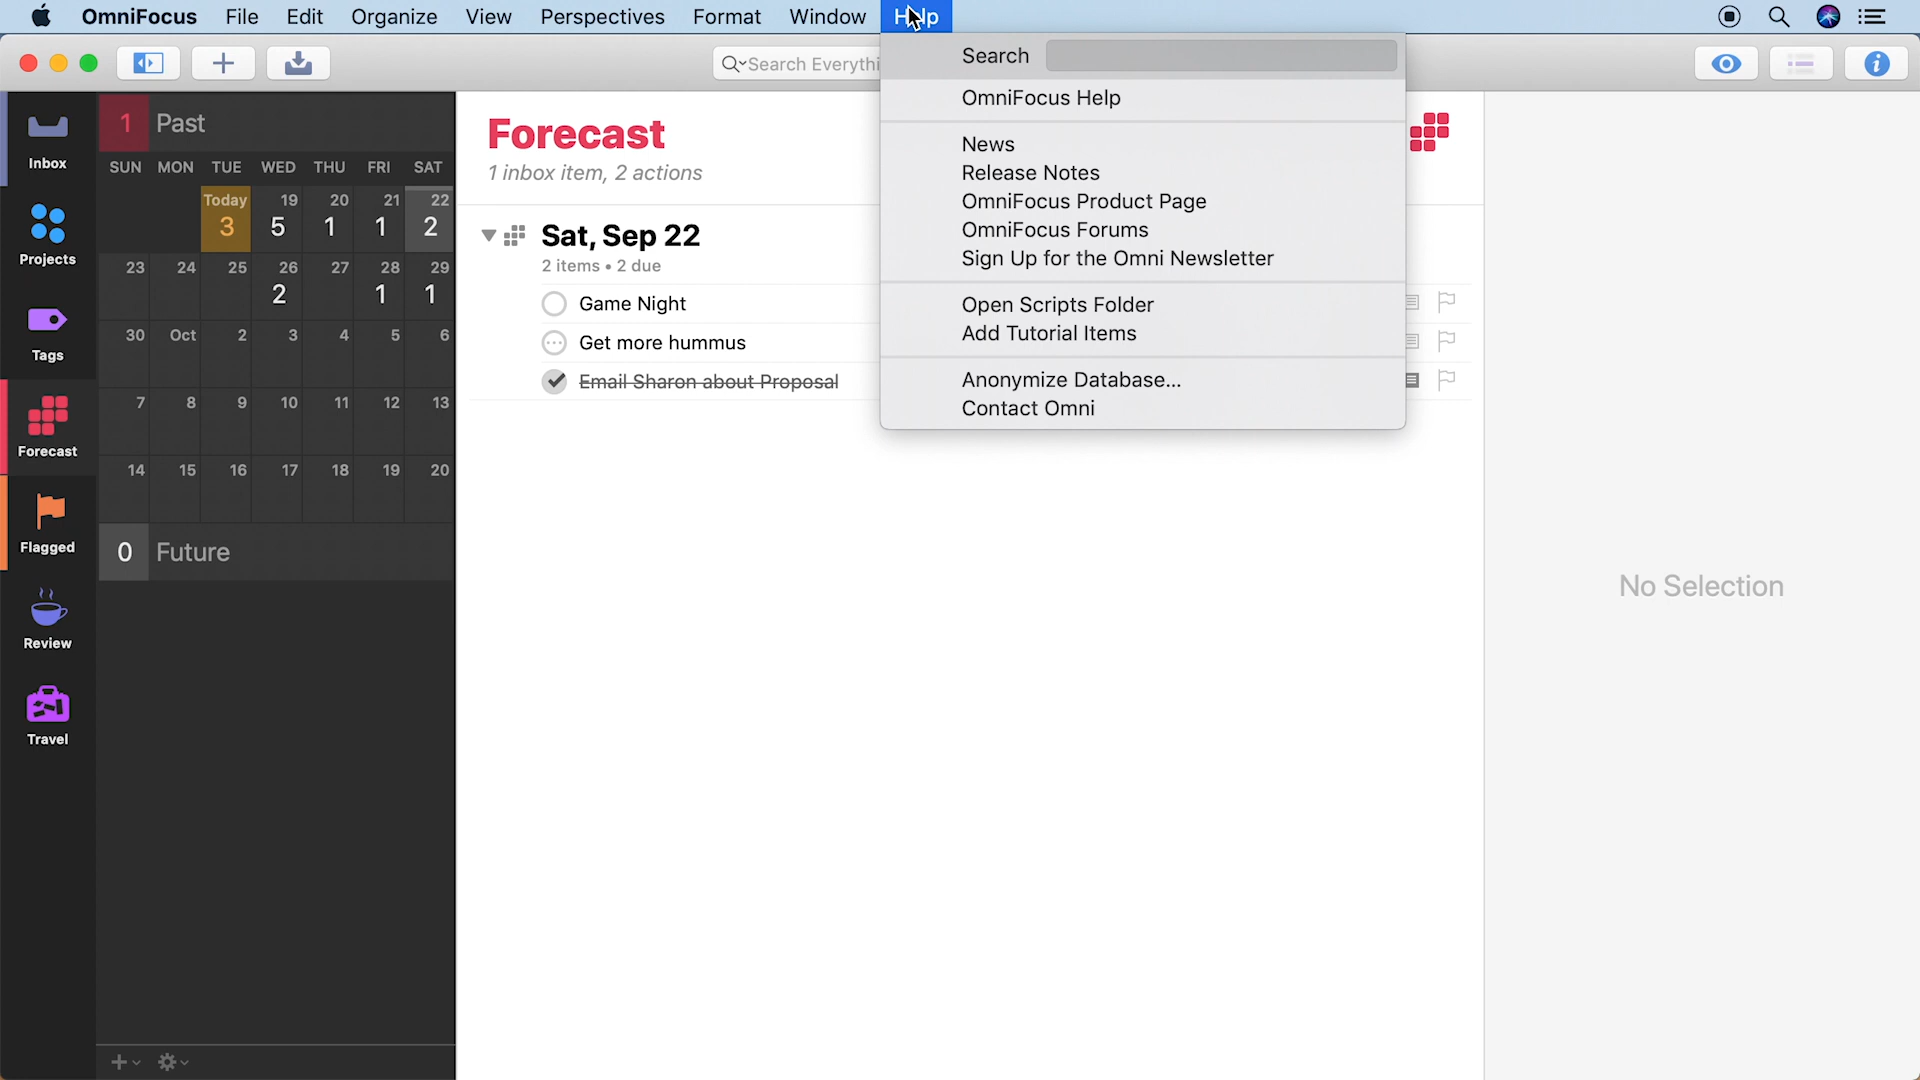 OmniFocus File Edit Organize View Perspectives Format Window Help
Search Everythi
Search
OmniFocus Help
News
Release Notes
OmniFocus Product Page
OmniFocus Forums
Sign Up for the Omni Newsletter
Open Scripts Folder
Add Tutorial Items
Anonymize Database...
Contact Omni
Inbox
Projects
Tags
Forecast
Flagged
Review
Travel
1 Past
SUN MON TUE WED THU FRI SAT
Today 19 20 21 22
3 5 1 1 2
23 24 25 26 27 28 29
2 1 1
30 Oct 2 3 4 5 6
7 8 9 10 11 12 13
14 15 16 17 18 19 20
0 Future
Forecast
1 inbox item, 2 actions
Sat, Sep 22
2 items • 2 due
Game Night
Get more hummus
Email Sharon about Proposal
No Selection